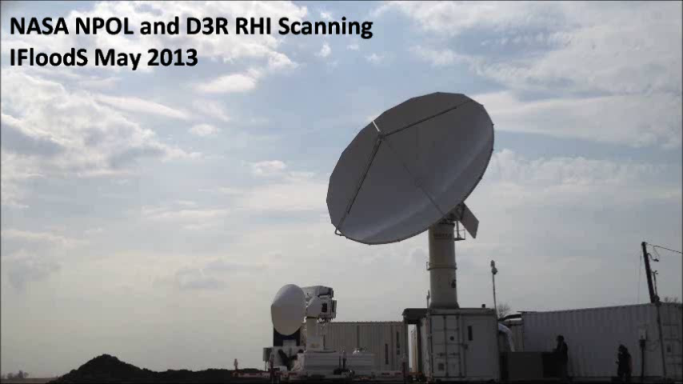 NASA NPOL and D3R RHI Scanning
IFloodS May 2013